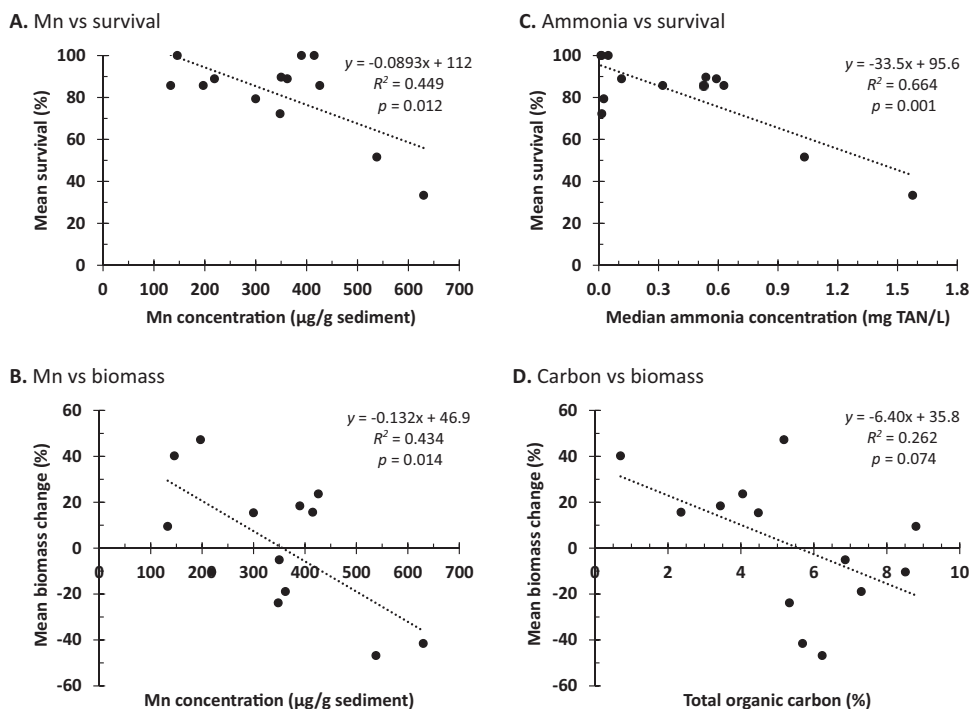 A. Mn vs survival
y = -0.0893x + 112
R² = 0.449
p = 0.012
Mean survival (%)
100
80
60
40
20
0
0 100 200 300 400 500 600 700
Mn concentration (µg/g sediment)
C. Ammonia vs survival
y = -33.5x + 95.6
R² = 0.664
p = 0.001
Mean survival (%)
100
80
60
40
20
0
0.0 0.3 0.6 0.9 1.2 1.5 1.8
Median ammonia concentration (mg TAN/L)
B. Mn vs biomass
y = -0.132x + 46.9
R² = 0.434
p = 0.014
Mean biomass change (%)
60
40
20
0
-20
-40
-60
0 100 200 300 400 500 600 700
Mn concentration (µg/g sediment)
D. Carbon vs biomass
y = -6.40x + 35.8
R² = 0.262
p = 0.074
Mean biomass change (%)
60
40
20
0
-20
-40
-60
0 2 4 6 8 10
Total organic carbon (%)